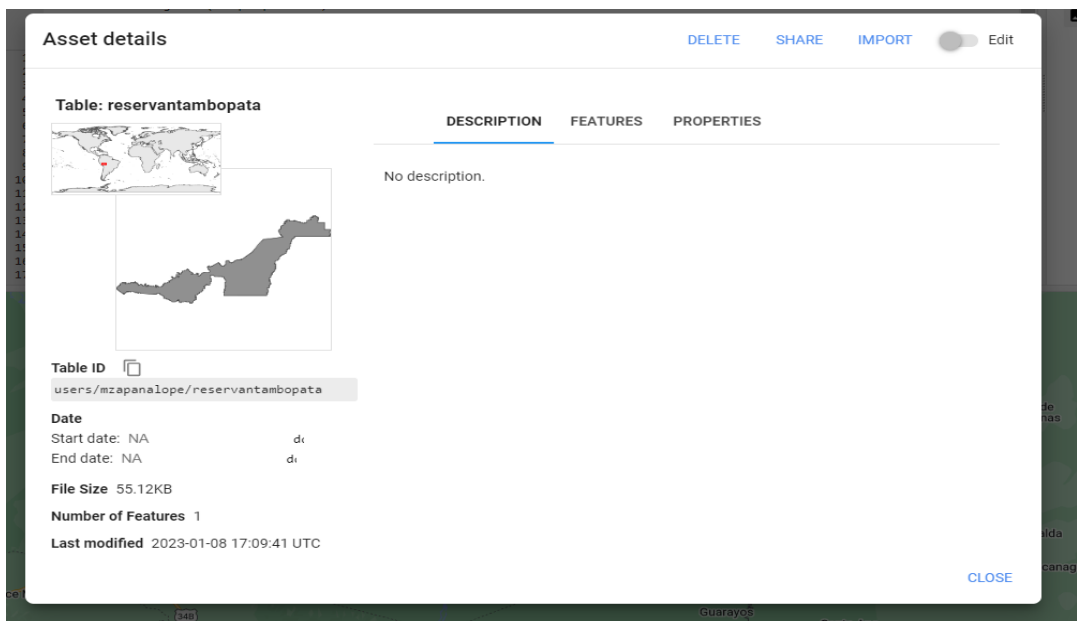 Asset details
DELETE SHARE IMPORT Edit
Table: reservantambopata
DESCRIPTION FEATURES PROPERTIES
No description.
Table ID
users/mzapanalope/reservantambopata
Date
Start date: NA
End date: NA
File Size 55.12KB
Number of Features 1
Last modified 2023-01-08 17:09:41 UTC
CLOSE
34B
Guarayos